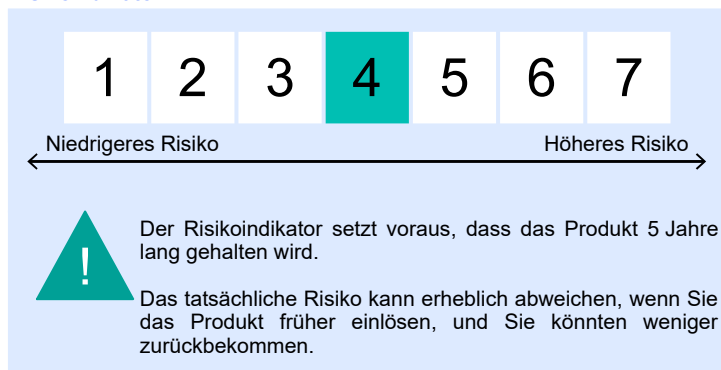 1 2 3 4 5 6 7
Niedrigeres Risiko Höheres Risiko
!
Der Risikoindikator setzt voraus, dass das Produkt 5 Jahre
lang gehalten wird.
Das tatsächliche Risiko kann erheblich abweichen, wenn Sie
das Produkt früher einlösen, und Sie könnten weniger
zurückbekommen.